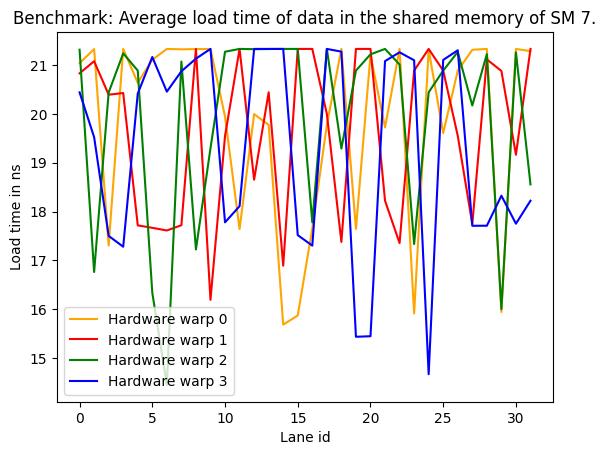 Benchmark: Average load time of data in the shared memory of SM 7.
Load time in ns
21
20
19
18
17
16
15
Hardware warp 0
Hardware warp 1
Hardware warp 2
Hardware warp 3
0 5 10 15 20 25 30
Lane id